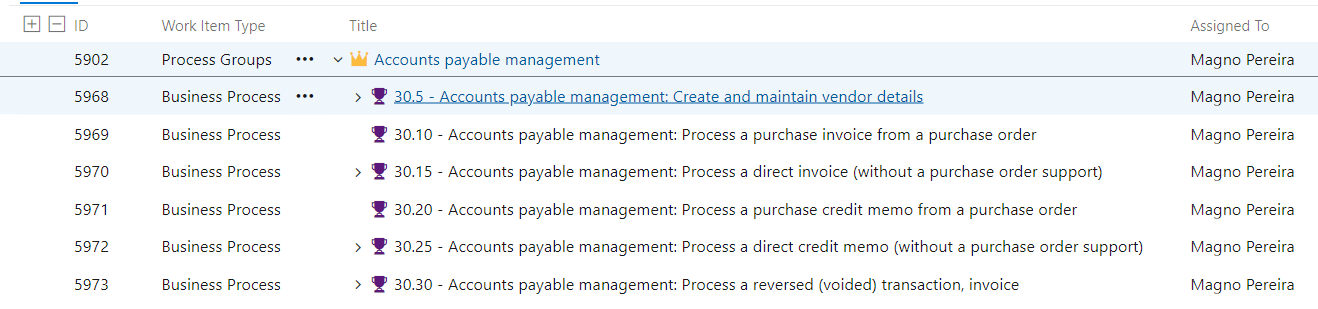 ID Work Item Type Title Assigned To
5902 Process Groups ••• Accounts payable management Magno Pereira
5968 Business Process ••• 30.5 - Accounts payable management: Create and maintain vendor details Magno Pereira
5969 Business Process 30.10 - Accounts payable management: Process a purchase invoice from a purchase order Magno Pereira
5970 Business Process 30.15 - Accounts payable management: Process a direct invoice (without a purchase order support) Magno Pereira
5971 Business Process 30.20 - Accounts payable management: Process a purchase credit memo from a purchase order Magno Pereira
5972 Business Process 30.25 - Accounts payable management: Process a direct credit memo (without a purchase order support) Magno Pereira
5973 Business Process 30.30 - Accounts payable management: Process a reversed (voided) transaction, invoice Magno Pereira